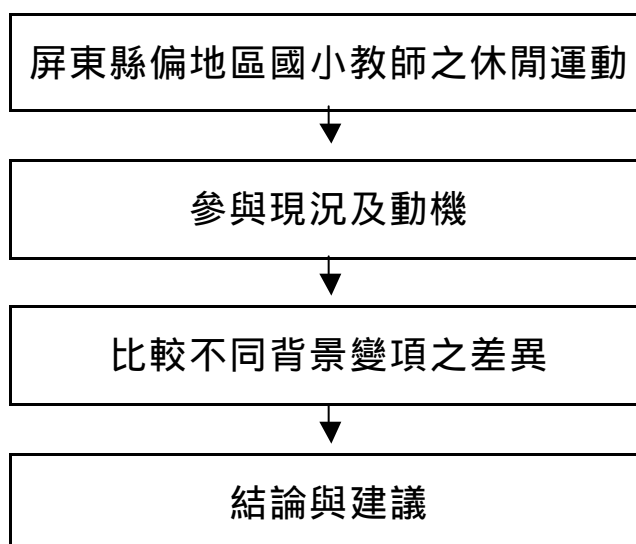 屏東縣偏地區國小教師之休閒運動
參與現況及動機
比較不同背景變項之差異
結論與建議